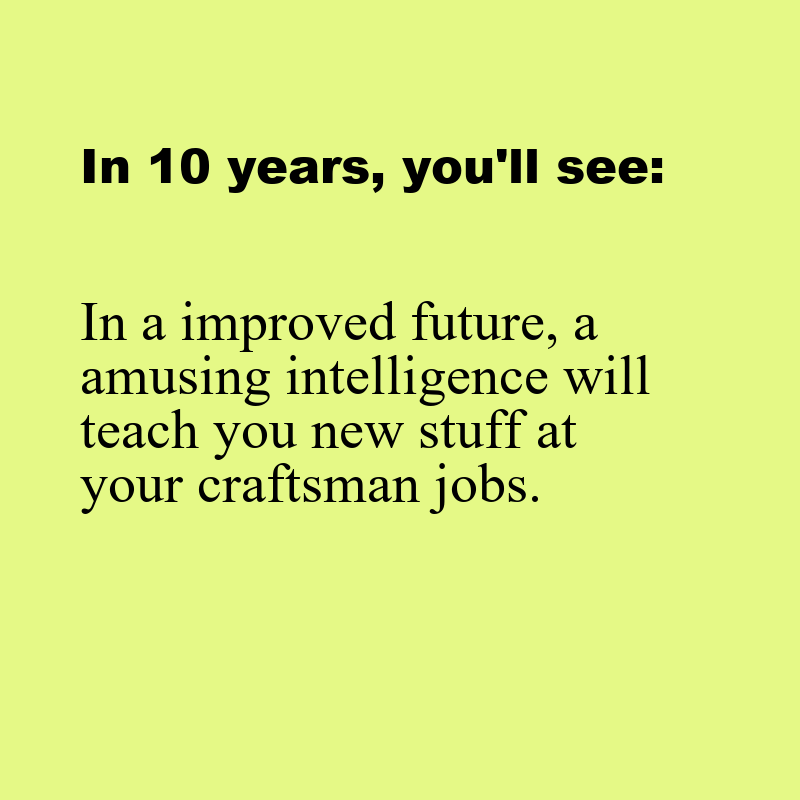 In 10 years, you'll see:
In a improved future, a
amusing intelligence will
teach you new stuff at
your craftsman jobs.